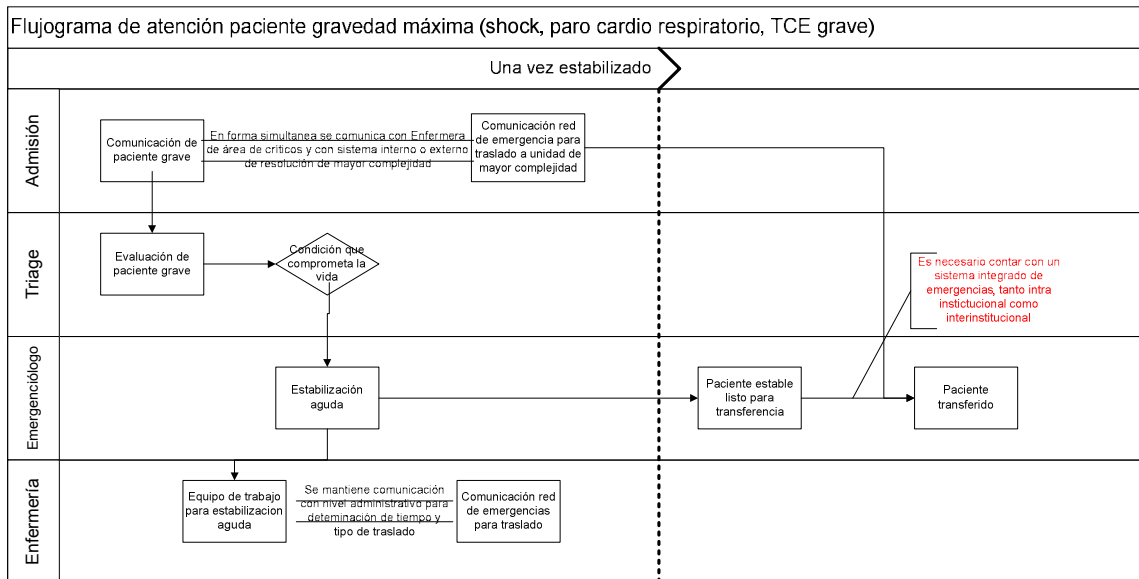 Flujograma de atención paciente gravedad máxima (shock, paro cardio respiratorio, TCE grave)
Una vez estabilizado
Admisión
Comunicación de
paciente grave
En forma simultanea se comunica con Enfermera
de área de críticos y con sistema interno o externo
de resolución de mayor complejidad
Comunicación red
de emergencia para
traslado a unidad de
mayor complejidad
Triage
Evaluación de
paciente grave
Condición que
comprometa la
vida
Es necesario contar con un
sistema integrado de
emergencias, tanto intra
instictucional como
interinstitucional
Emergenciólogo
Estabilización
aguda
Paciente estable
listo para
transferencia
Paciente
transferido
Enfermería
Equipo de trabajo
para estabilizacion
aguda
Se mantiene comunicación
con nivel administrativo para
deteminación de tiempo y
tipo de traslado
Comunicación red
de emergencias
para traslado